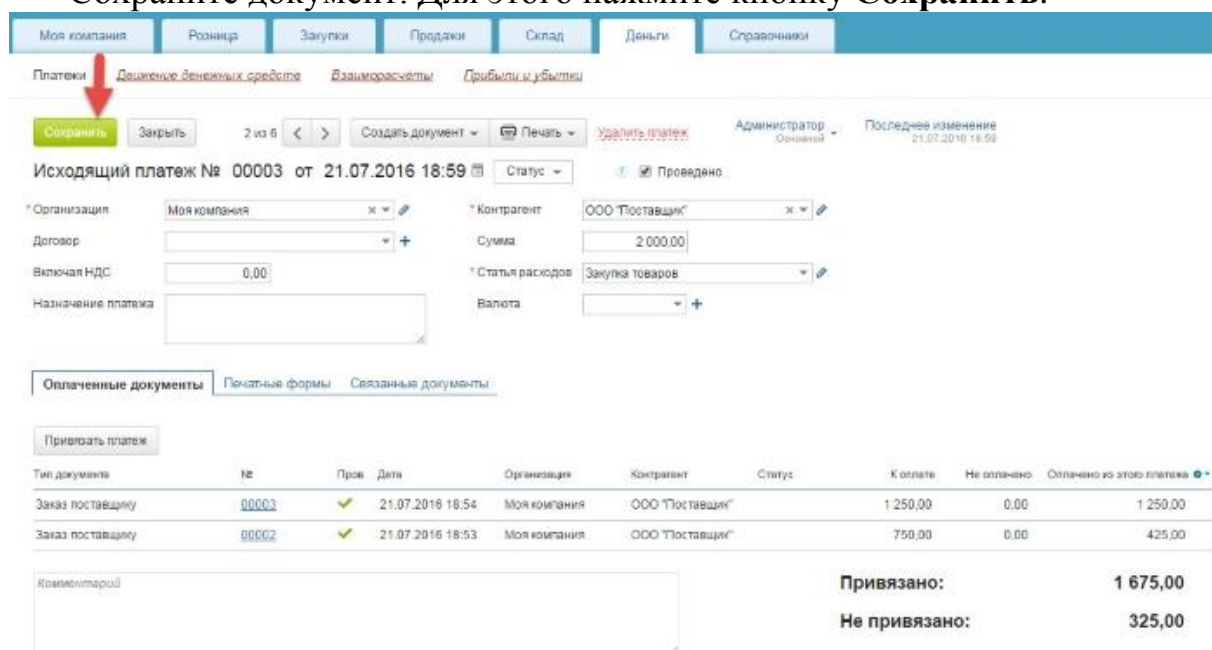 Сохраните документ. Для этого нажмите кнопку Сохранить.
Моя компания Розница Закупки Продажи Склад Деньги Справочники
Платежи Движение денежных средств Взаиморасчёты Прибыли и убытки
Сохранить Закрыть 2 из 6 < > Создать документ Печать Удалить платеж Администратор Последнее изменение
Основной 21.07.2016 18:59
Исходящий платеж № 00003 от 21.07.2016 18:59 Статус ? Проведено
* Организация Моя компания * Контрагент ООО "Поставщик"
Договор Сумма 2 000,00
Включая НДС 0,00 * Статья расходов Закупка товаров
Назначение платежа Валюта
Оплаченные документы Печатные формы Связанные документы
Привязать платеж
Тип документа № Пров Дата Организация Контрагент Статус К оплате Не оплачено Оплачено из этого платежа
Заказ поставщику 00003 21.07.2016 18:54 Моя компания ООО "Поставщик" 1 250,00 0,00 1 250,00
Заказ поставщику 00002 21.07.2016 18:53 Моя компания ООО "Поставщик" 750,00 0,00 425,00
Комментарий
Привязано: 1 675,00
Не привязано: 325,00